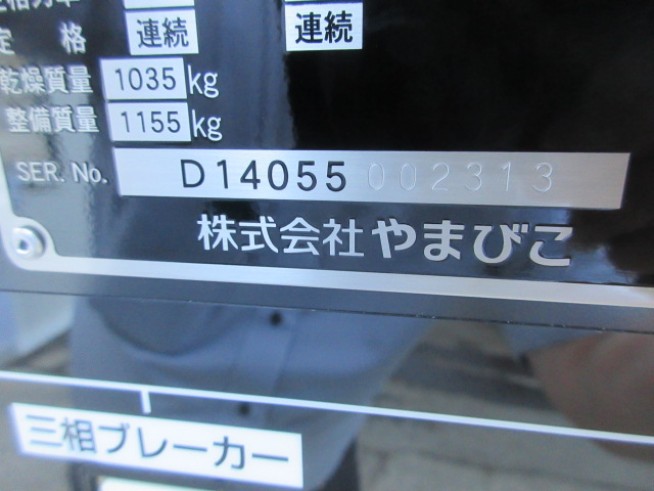 定 格 連続 連続
乾燥質量 1035 kg
整備質量 1155 kg
SER. No. D14055 002313
株式会社やまびこ
三相ブレーカー